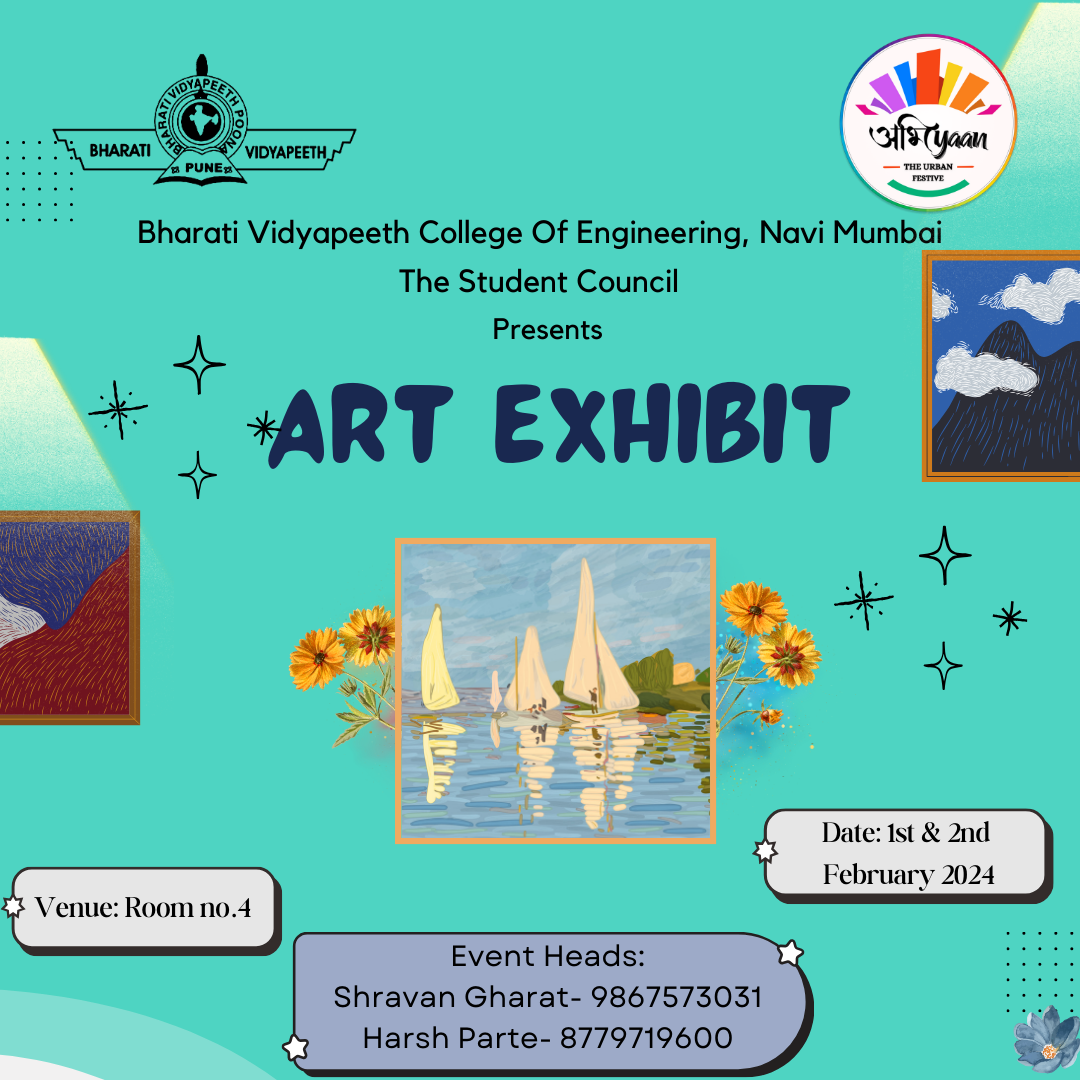 BHARATI VIDYAPEETH POONA
BHARATI
VIDYAPEETH
PUNE
अभिyaan
THE URBAN
FESTIVE
Bharati Vidyapeeth College Of Engineering, Navi Mumbai
The Student Council
Presents
ART EXHIBIT
Date: 1st & 2nd
February 2024
Venue: Room no.4
Event Heads:
Shravan Gharat- 9867573031
Harsh Parte- 8779719600